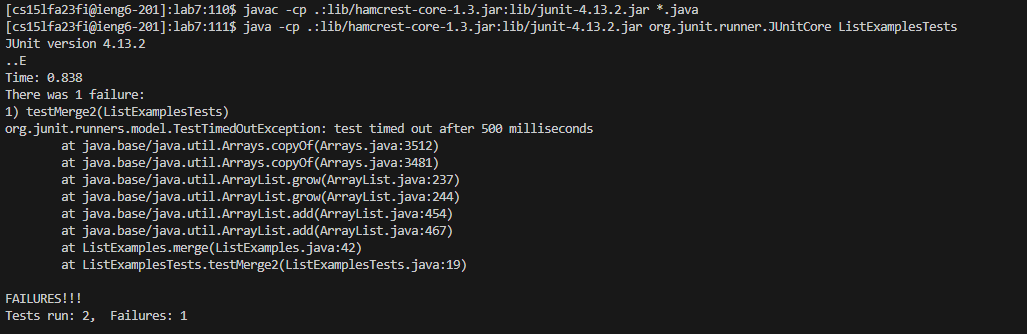 [cs15lfa23fi@ieng6-201]:lab7:110$ javac -cp .:lib/hamcrest-core-1.3.jar:lib/junit-4.13.2.jar *.java
[cs15lfa23fi@ieng6-201]:lab7:111$ java -cp .:lib/hamcrest-core-1.3.jar:lib/junit-4.13.2.jar org.junit.runner.JUnitCore ListExamplesTests
JUnit version 4.13.2
..E
Time: 0.838
There was 1 failure:
1) testMerge2(ListExamplesTests)
org.junit.runners.model.TestTimedOutException: test timed out after 500 milliseconds
        at java.base/java.util.Arrays.copyOf(Arrays.java:3512)
        at java.base/java.util.Arrays.copyOf(Arrays.java:3481)
        at java.base/java.util.ArrayList.grow(ArrayList.java:237)
        at java.base/java.util.ArrayList.grow(ArrayList.java:244)
        at java.base/java.util.ArrayList.add(ArrayList.java:454)
        at java.base/java.util.ArrayList.add(ArrayList.java:467)
        at ListExamples.merge(ListExamples.java:42)
        at ListExamplesTests.testMerge2(ListExamplesTests.java:19)

FAILURES!!!
Tests run: 2,  Failures: 1